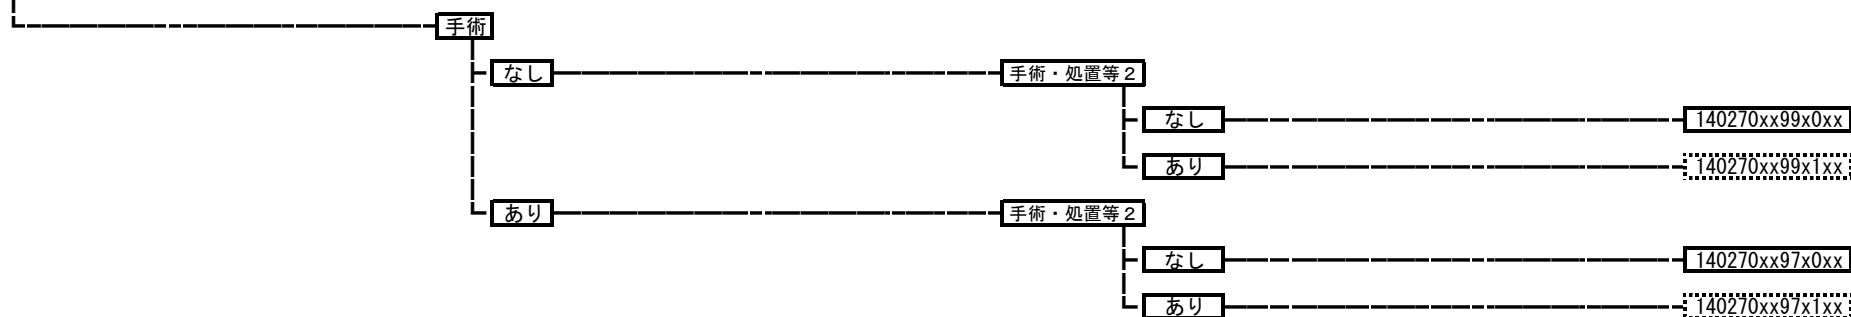 手術
なし 手術・処置等２
なし 140270xx99x0xx
あり 140270xx99x1xx
あり 手術・処置等２
なし 140270xx97x0xx
あり 140270xx97x1xx